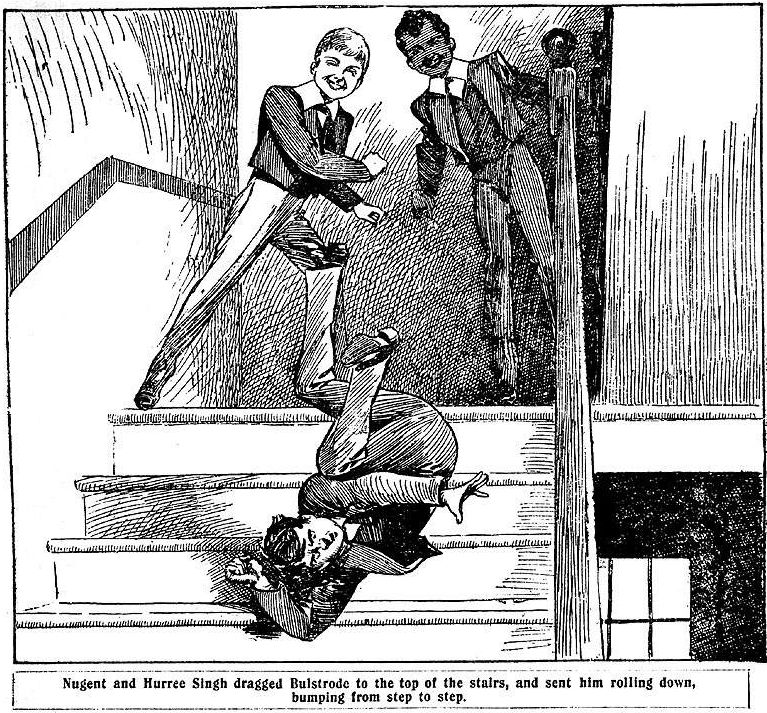 Nugent and Hurree Singh dragged Bulstrode to the top of the stairs, and sent him rolling down,
bumping from step to step.